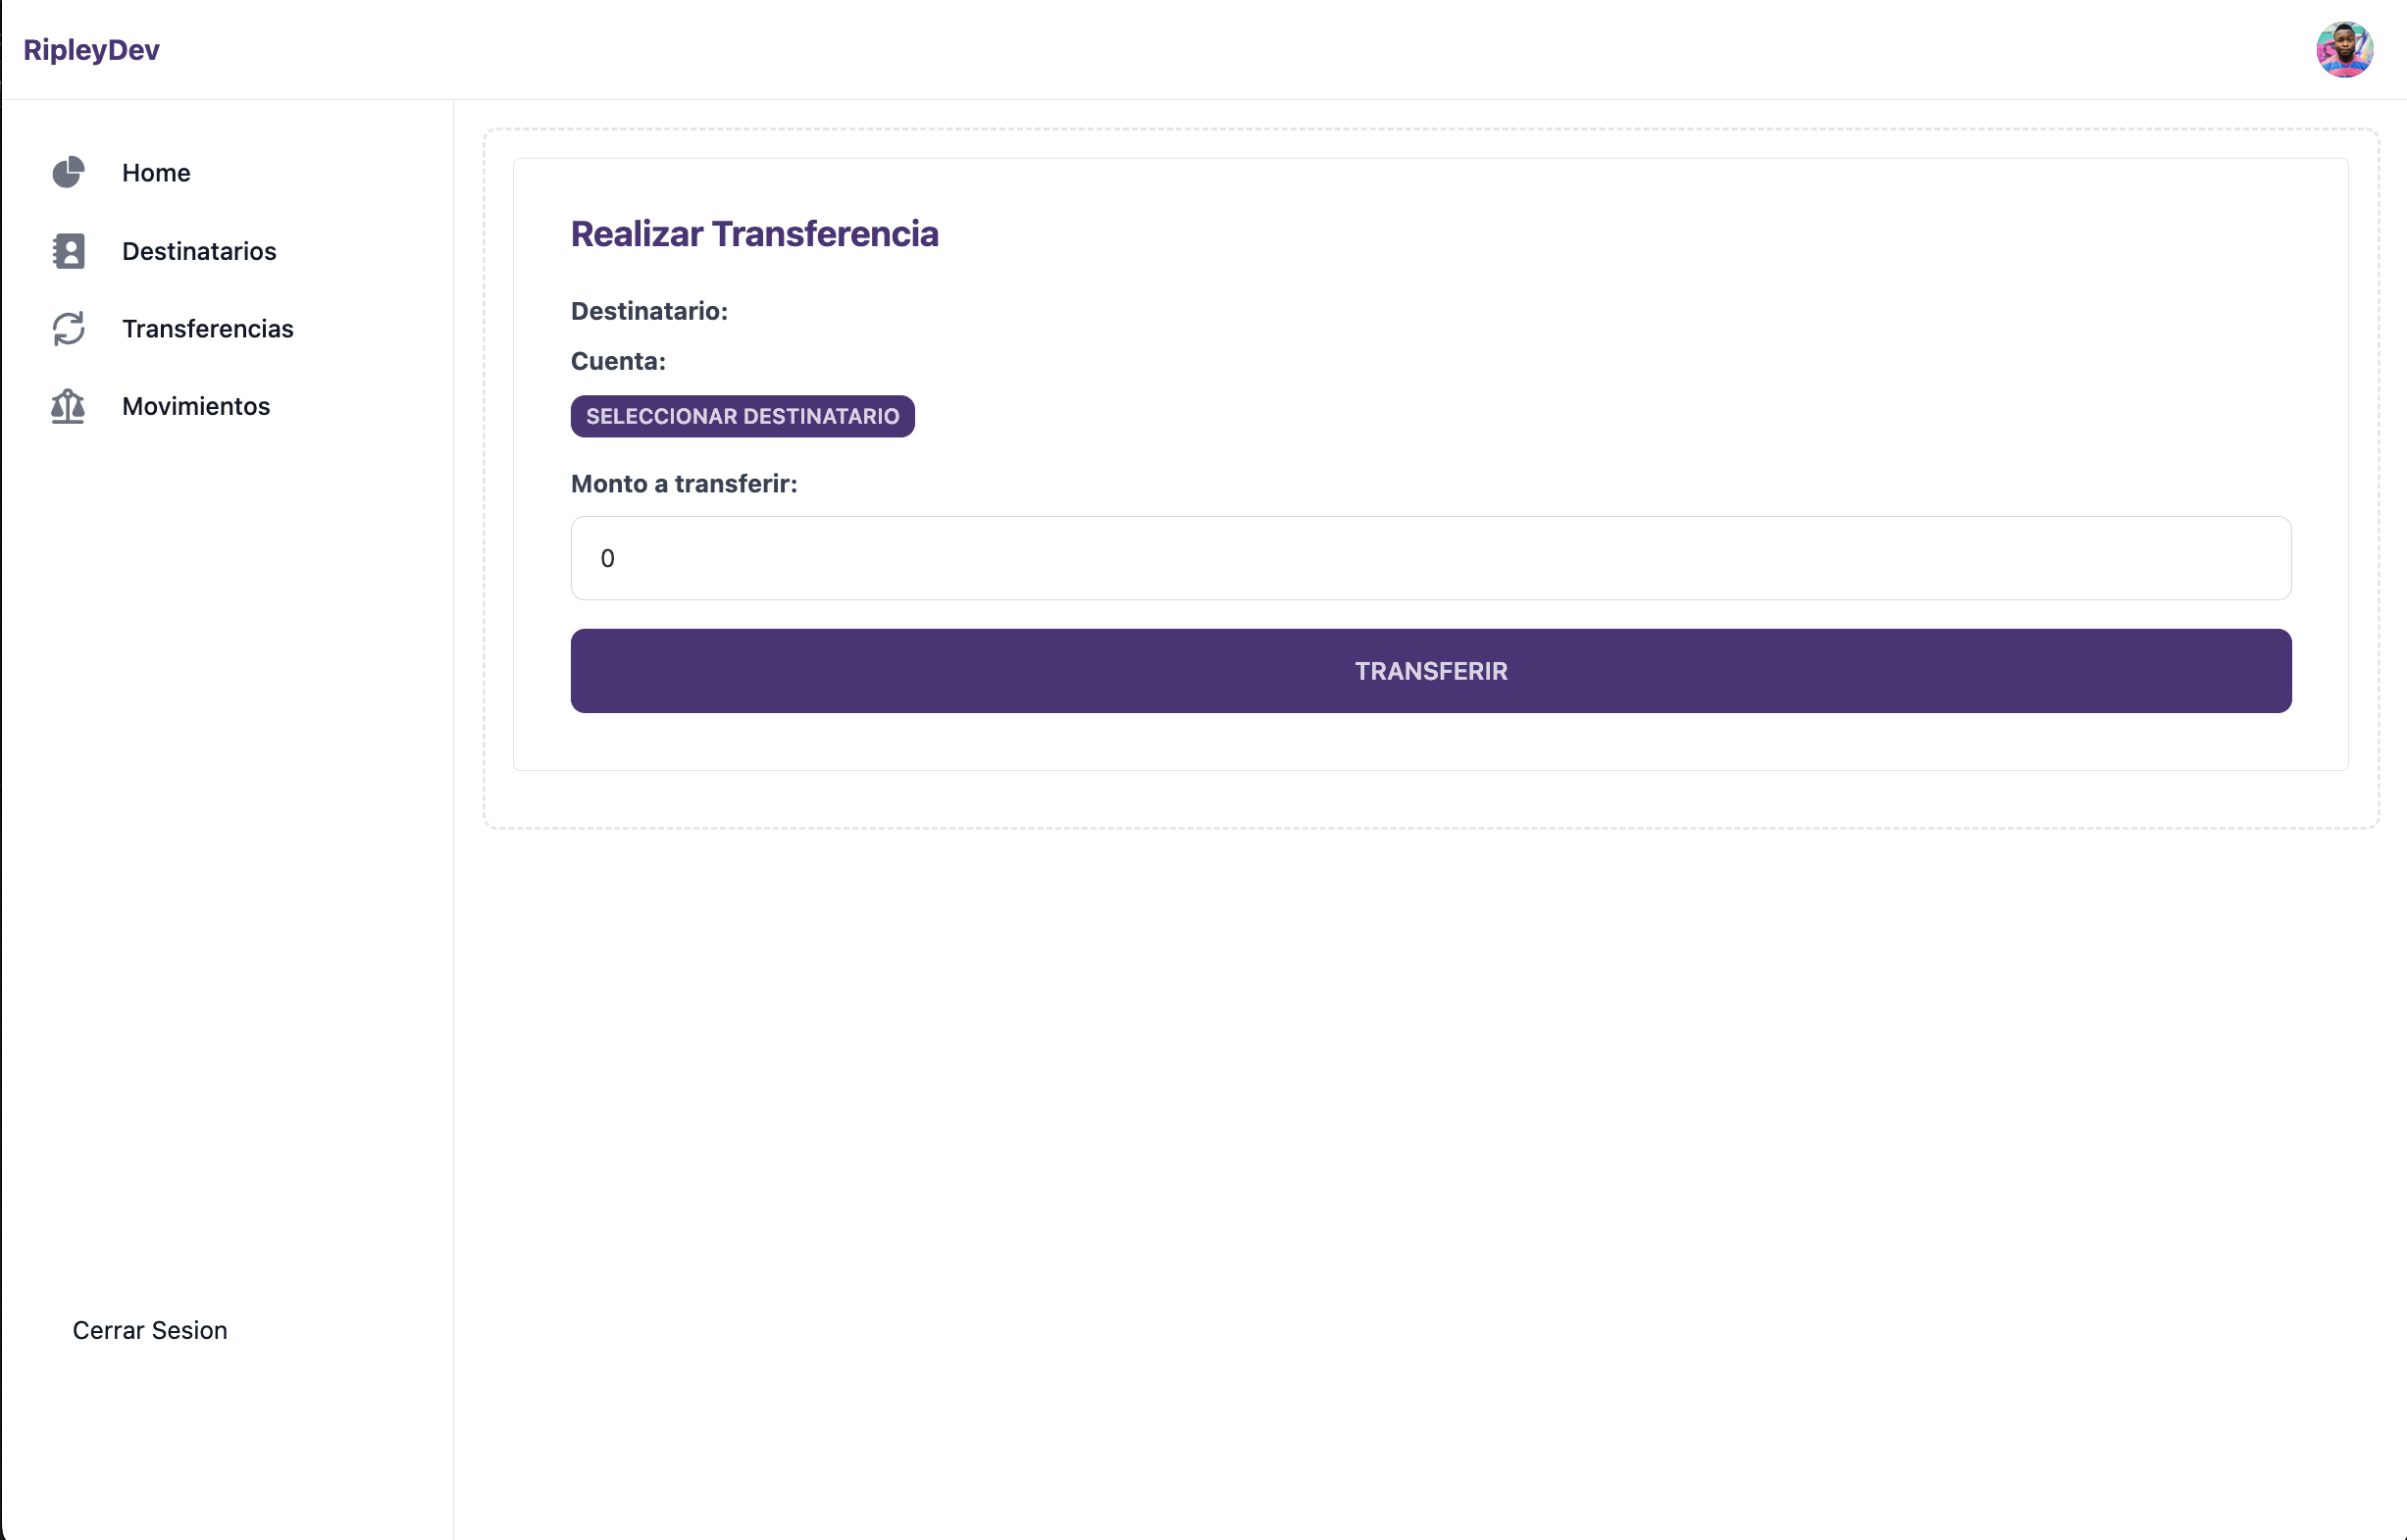 RipleyDev
Home
Destinatarios
Transferencias
Movimientos
Cerrar Sesion
Realizar Transferencia
Destinatario:
Cuenta:
SELECCIONAR DESTINATARIO
Monto a transferir:
0
TRANSFERIR